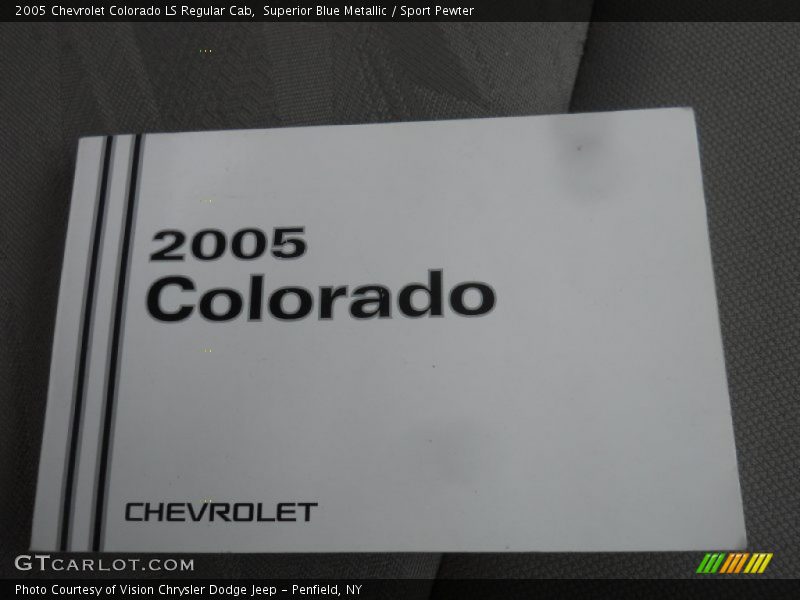 2005 Chevrolet Colorado LS Regular Cab,  Superior Blue Metallic / Sport Pewter
2005
Colorado
CHEVROLET
GTCARLOT.COM
Photo Courtesy of Vision Chrysler Dodge Jeep – Penfield, NY